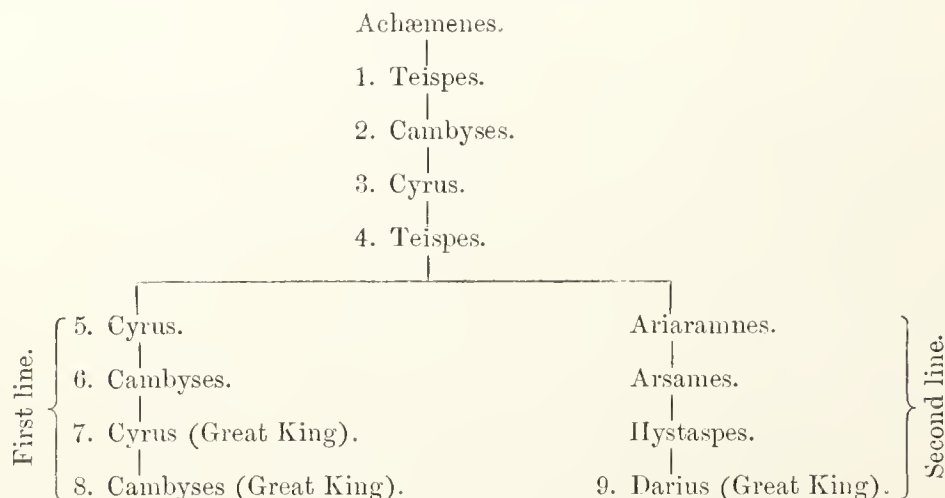 Achæmenes.
1. Teispes.
2. Cambyses.
3. Cyrus.
4. Teispes.
First line.
5. Cyrus.
6. Cambyses.
7. Cyrus (Great King).
8. Cambyses (Great King).
Ariaramnes.
Arsames.
Hystaspes.
9. Darius (Great King).
Second line.